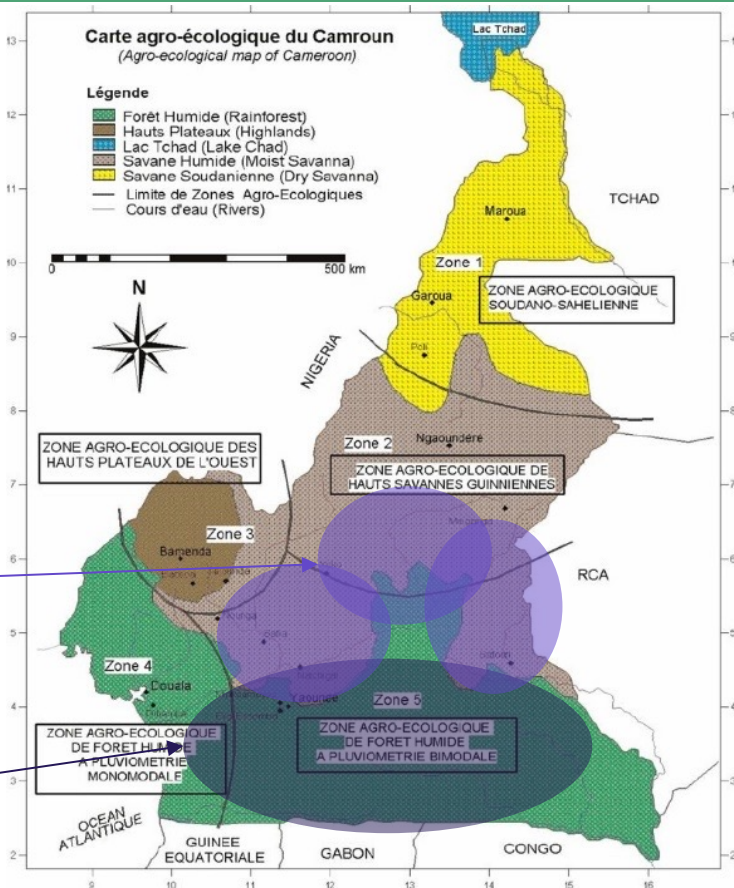 Carte agro-écologique du Camroun
(Agro-ecological map of Cameroon)
Légende
Forêt Humide (Rainforest)
Hauts Plateaux (Highlands)
Lac Tchad (Lake Chad)
Savane Humide (Moist Savanna)
Savane Soudanienne (Dry Savanna)
Limite de Zones Agro-Ecologiques
Cours d'eau (Rivers)
0 500 km
N
Lac Tchad
TCHAD
Maroua
Zone 1
ZONE AGRO-ECOLOGIQUE
SOUDANO-SAHELIENNE
Garoua
Poli
NIGERIA
Zone 2
Ngaoundéré
ZONE AGRO-ECOLOGIQUE DES
HAUTS PLATEAUX DE L'OUEST
ZONE AGRO-ECOLOGIQUE DE
HAUTS SAVANNES GUINNIENNES
Meiganga
Zone 3
Bamenda
RCA
Bafia
Zone 4
Douala
Yaounde
Zone 5
ZONE AGRO-ECOLOGIQUE
DE FORET HUMIDE
A PLUVIOMETRIE
MONOMODALE
ZONE AGRO-ECOLOGIQUE
DE FORET HUMIDE
A PLUVIOMETRIE BIMODALE
OCEAN
ATLANTIQUE
GUINEE
EQUATORIALE
GABON
CONGO
13
12
11
10
9
8
7
6
5
4
3
2
9 10 11 12 13 14 15 16